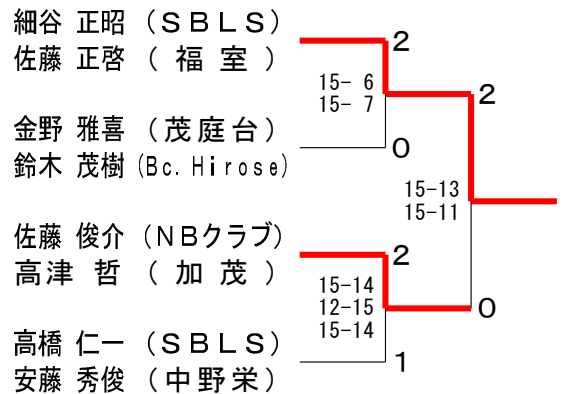 細谷 正昭 (ＳＢＬＳ)
佐藤 正啓 ( 福 室 )
2
15- 6
15- 7
2
金野 雅喜 (茂庭台)
鈴木 茂樹 (Bc.Hirose)
0
15-13
15-11
佐藤 俊介 (ＮＢクラブ)
高津 哲 ( 加 茂 )
2
15-14
12-15
15-14
0
高橋 仁一 (ＳＢＬＳ)
安藤 秀俊 (中野栄)
1